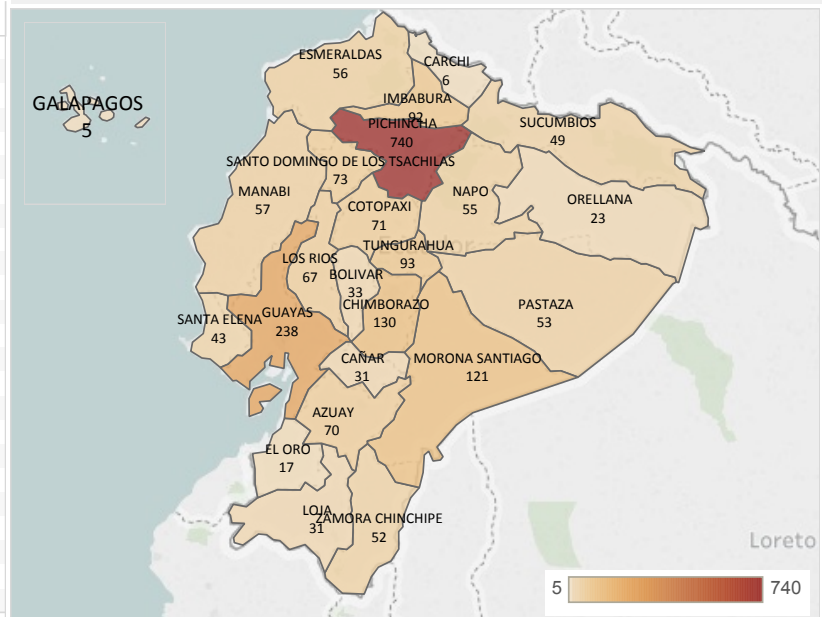 ESMERALDAS
56
CARCHI
6
IMBABURA
92
GALAPAGOS
5
PICHINCHA
740
SUCUMBIOS
49
SANTO DOMINGO DE LOS TSACHILAS
73
MANABI
57
NAPO
55
ORELLANA
23
COTOPAXI
71
TUNGURAHUA
93
Ecuador
LOS RIOS
67
BOLIVAR
33
CHIMBORAZO
130
PASTAZA
53
SANTA ELENA
43
GUAYAS
238
CAÑAR
31
MORONA SANTIAGO
121
AZUAY
70
EL ORO
17
LOJA
31
ZAMORA CHINCHIPE
52
Loreto
5 740